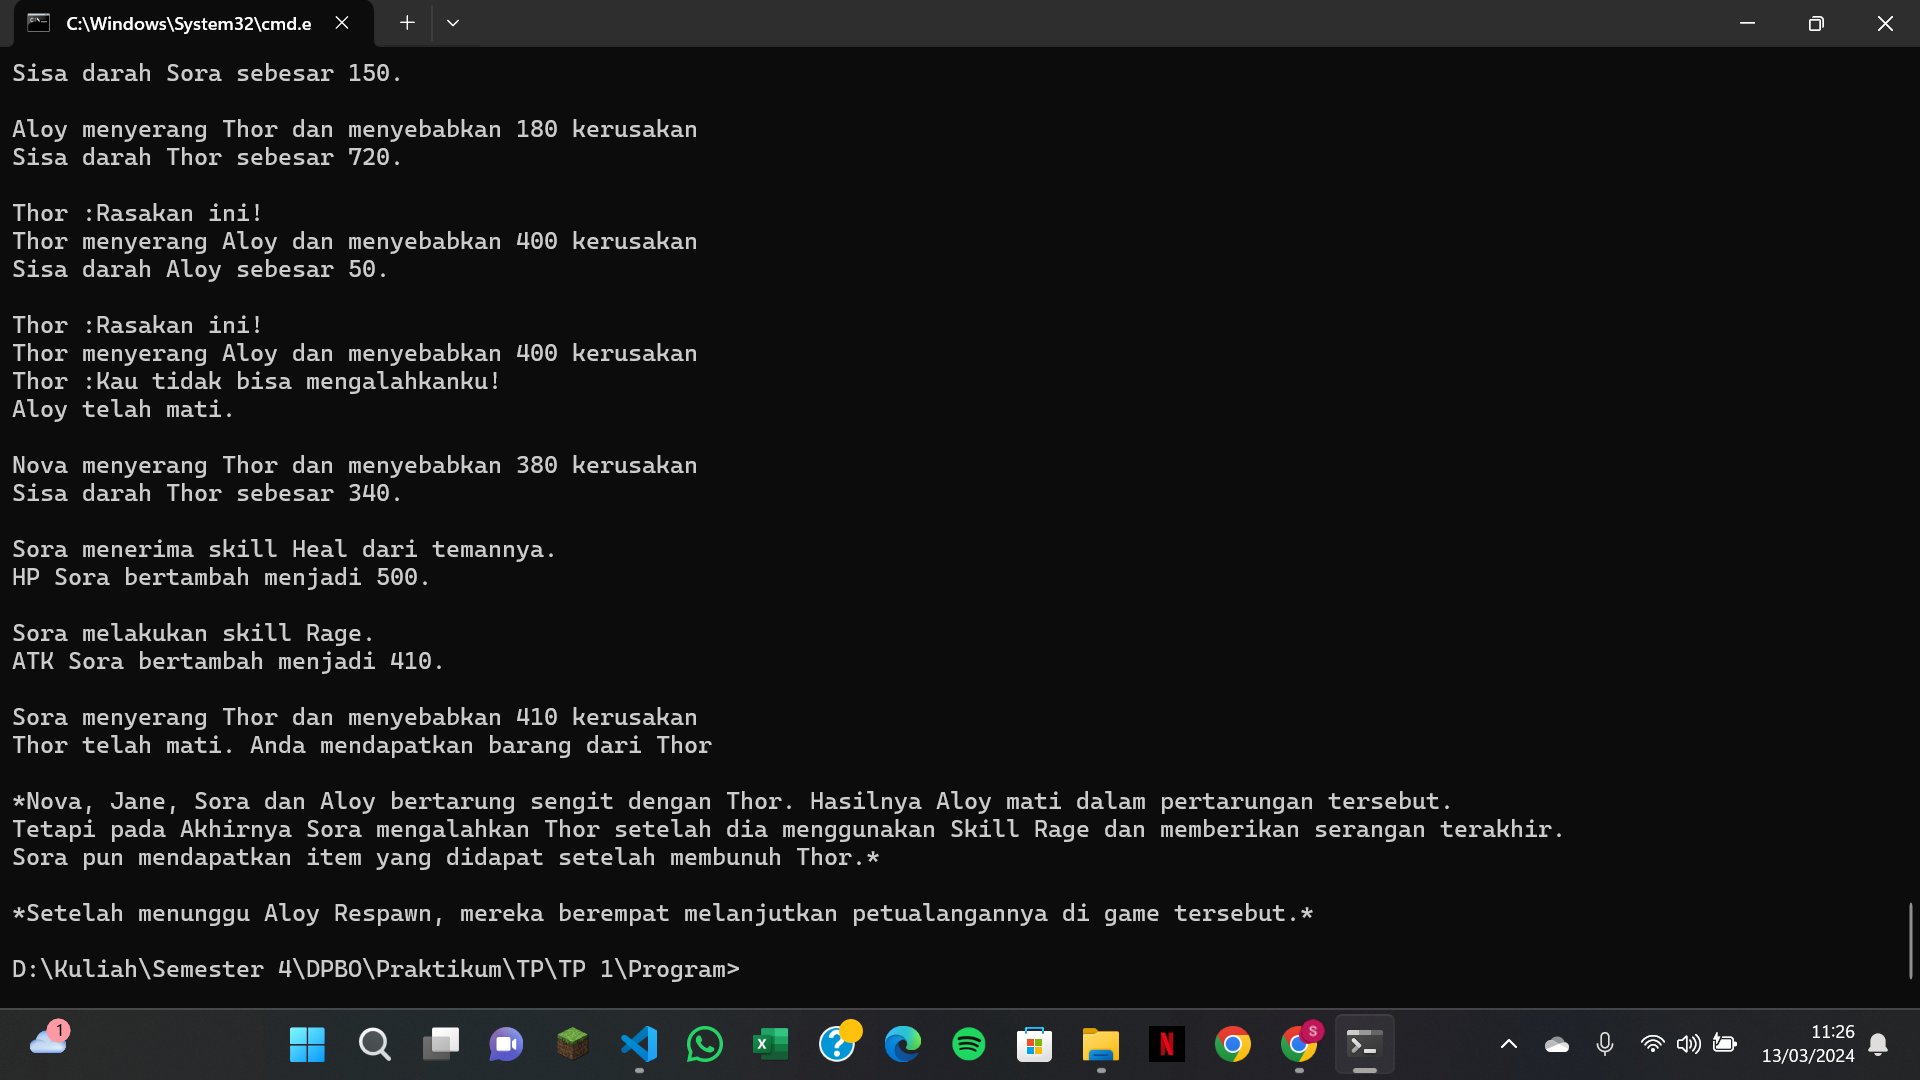 C:\Windows\System32\cmd.e
Sisa darah Sora sebesar 150.
Aloy menyerang Thor dan menyebabkan 180 kerusakan
Sisa darah Thor sebesar 720.
Thor :Rasakan ini!
Thor menyerang Aloy dan menyebabkan 400 kerusakan
Sisa darah Aloy sebesar 50.
Thor :Rasakan ini!
Thor menyerang Aloy dan menyebabkan 400 kerusakan
Thor :Kau tidak bisa mengalahkanku!
Aloy telah mati.
Nova menyerang Thor dan menyebabkan 380 kerusakan
Sisa darah Thor sebesar 340.
Sora menerima skill Heal dari temannya.
HP Sora bertambah menjadi 500.
Sora melakukan skill Rage.
ATK Sora bertambah menjadi 410.
Sora menyerang Thor dan menyebabkan 410 kerusakan
Thor telah mati. Anda mendapatkan barang dari Thor
*Nova, Jane, Sora dan Aloy bertarung sengit dengan Thor. Hasilnya Aloy mati dalam pertarungan tersebut.
Tetapi pada Akhirnya Sora mengalahkan Thor setelah dia menggunakan Skill Rage dan memberikan serangan terakhir.
Sora pun mendapatkan item yang didapat setelah membunuh Thor.*
*Setelah menunggu Aloy Respawn, mereka berempat melanjutkan petualangannya di game tersebut.*
D:\Kuliah\Semester 4\DPBO\Praktikum\TP\TP 1\Program>
1
S
11:26
13/03/2024